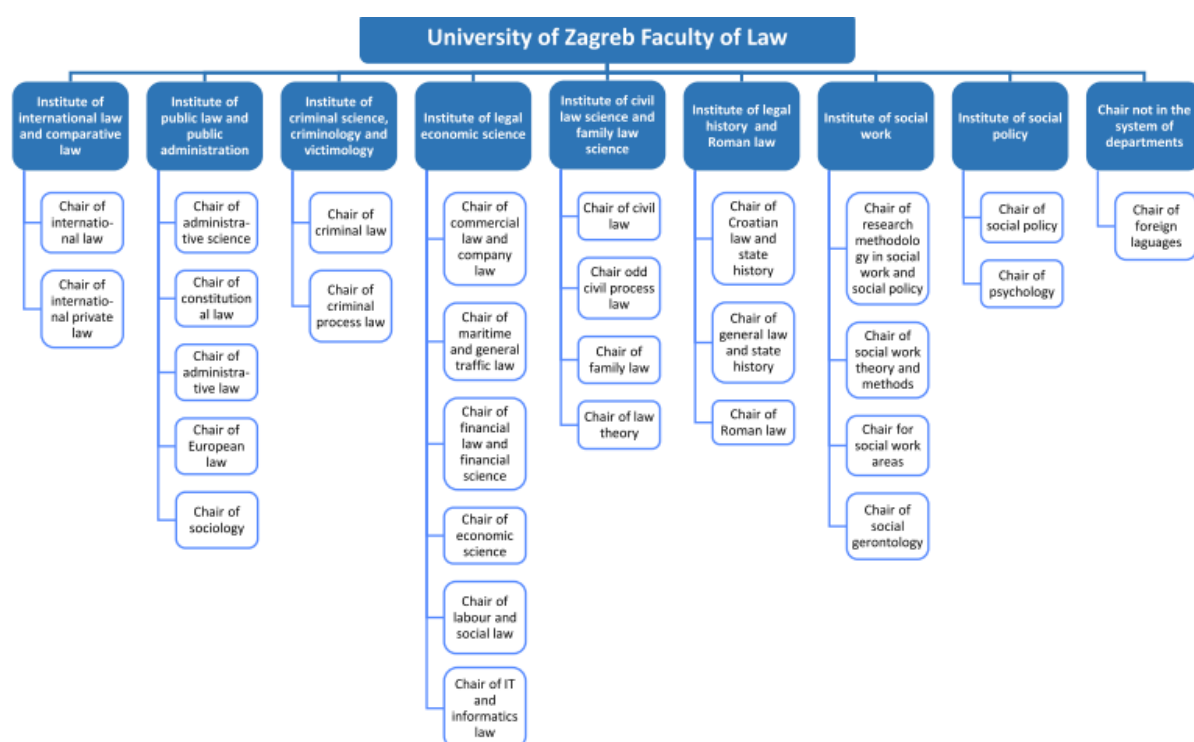 University of Zagreb Faculty of Law
Institute of
international law
and comparative
law
Chair of
internatio-
nal law
Chair of
internatio-
nal private
law
Institute of
public law and
public
administration
Chair of
administra-
tive science
Chair of
constitution
al law
Chair of
administra-
tive law
Chair of
European
law
Chair of
sociology
Institute of
criminal science,
criminology and
victimology
Chair of
criminal law
Chair of
criminal
process law
Institute of legal
economic science
Chair of
commercial
law and
company
law
Chair of
maritime
and general
traffic law
Chair of
financial
law and
financial
science
Chair of
economic
science
Chair of
labour and
social law
Chair of IT
and
informatics
law
Institute of civil
law science and
family law
science
Chair of civil
law
Chair odd
civil process
law
Chair of
family law
Chair of law
theory
Institute of legal
history and
Roman law
Chair of
Croatian
law and
state
history
Chair of
general law
and state
history
Chair of
Roman law
Institute of social
work
Chair of
research
methodolo
gy in social
work and
social policy
Chair of
social work
theory and
methods
Chair for
social work
areas
Chair of
social
gerontology
Institute of social
policy
Chair of
social policy
Chair of
psychology
Chair not in the
system of
departments
Chair of
foreign
laguages